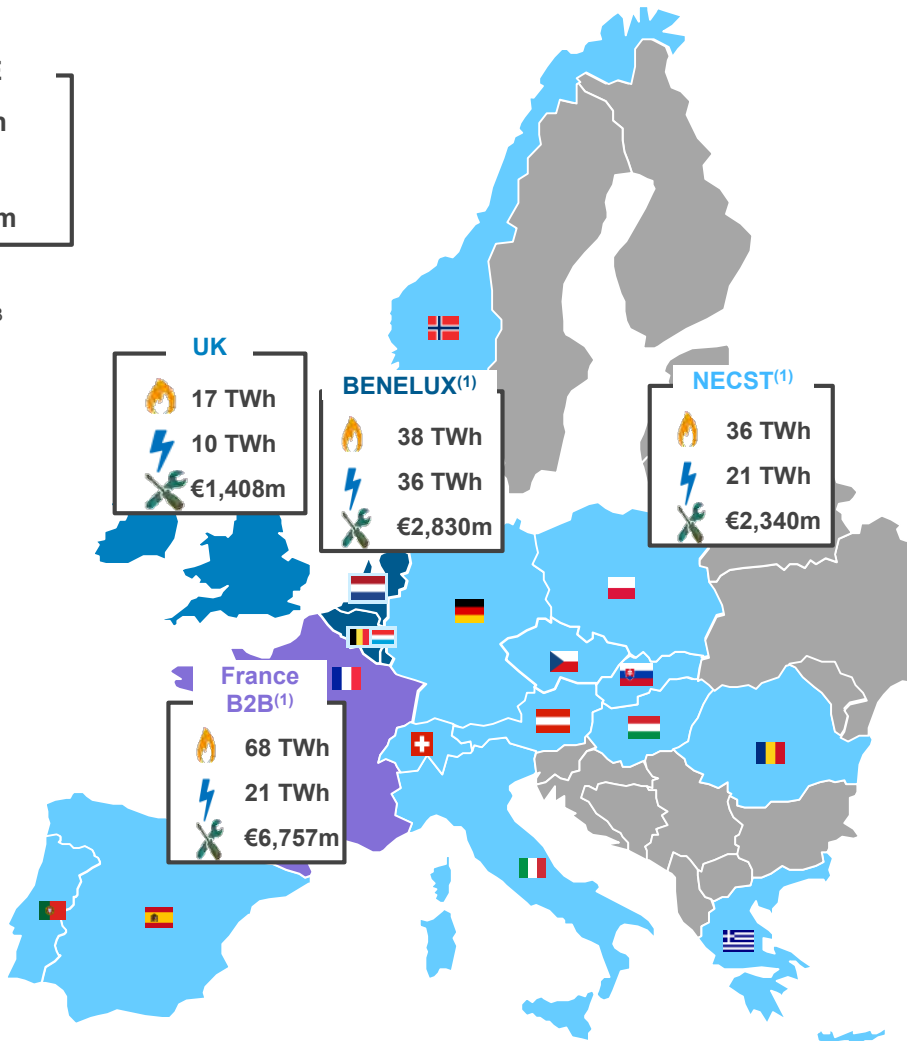 m
B
UK
17 TWh
10 TWh
€1,408m
BENELUX(1)
38 TWh
36 TWh
€2,830m
NECST(1)
36 TWh
21 TWh
€2,340m
France
B2B(1)
68 TWh
21 TWh
€6,757m